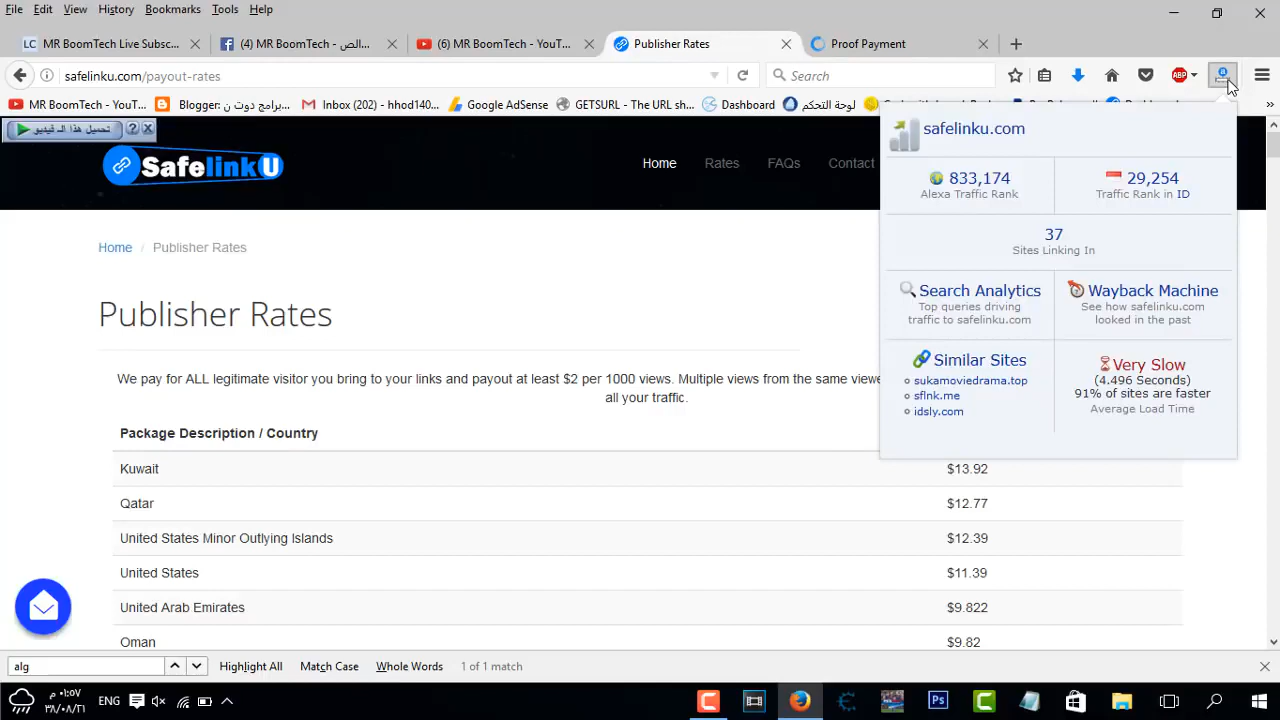 File Edit View History Bookmarks Tools Help
MR BoomTech Live Subsc...
(4) MR BoomTech - الص...
(6) MR BoomTech - YouT...
Publisher Rates
Proof Payment
safelinku.com/payout-rates
Search
ABP
MR BoomTech - YouT...
Blogger: برامج دوت ن...
Inbox (202) - hhod140...
Google AdSense
GETSURL - The URL sh...
Dashboard
لوحة التحكم
تحميل هذا الـ فيديو
SafelinkU
Home Rates FAQs Contact
safelinku.com
833,174
Alexa Traffic Rank
29,254
Traffic Rank in ID
37
Sites Linking In
Search Analytics
Top queries driving
traffic to safelinku.com
Wayback Machine
See how safelinku.com
looked in the past
Similar Sites
sukamoviedrama.top
sflnk.me
idsly.com
Very Slow
(4.496 Seconds)
91% of sites are faster
Average Load Time
Home / Publisher Rates
Publisher Rates
We pay for ALL legitimate visitor you bring to your links and payout at least $2 per 1000 views. Multiple views from the same viewe
all your traffic.
Package Description / Country
Kuwait $13.92
Qatar $12.77
United States Minor Outlying Islands $12.39
United States $11.39
United Arab Emirates $9.822
Oman $9.82
alg
Highlight All Match Case Whole Words 1 of 1 match
ENG
Ps